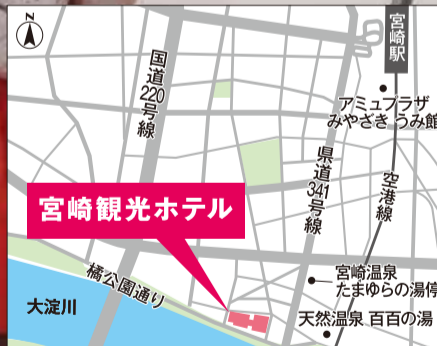 N
宮崎駅
国道220号線
アミュプラザ
みやざき うみ館
県道341号線
空港線
宮崎観光ホテル
橘公園通り
大淀川
宮崎温泉
たまゆらの湯停
天然温泉 百百の湯